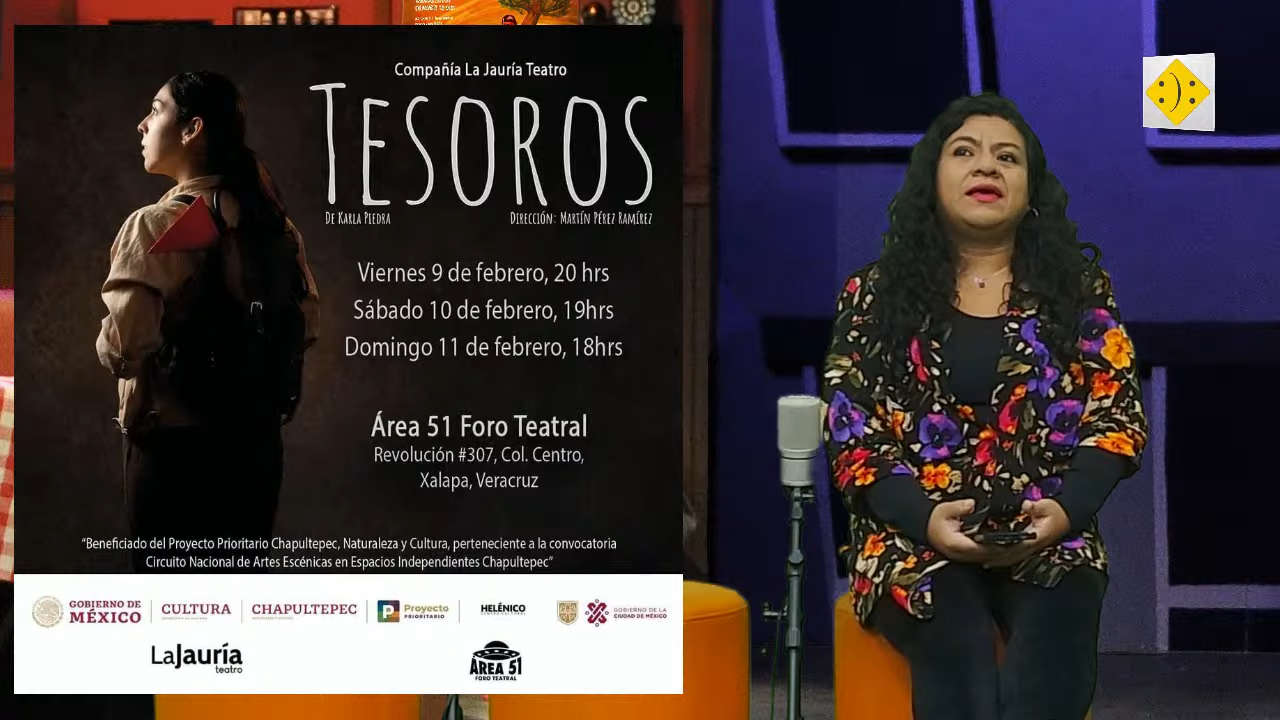 Compañía La Jauría Teatro
TESOROS
DE KARLA PIEDRA
DIRECCIÓN: MARTÍN PÉREZ RAMÍREZ
Viernes 9 de febrero, 20 hrs
Sábado 10 de febrero, 19hrs
Domingo 11 de febrero, 18hrs
Área 51 Foro Teatral
Revolución #307, Col. Centro,
Xalapa, Veracruz
“Beneficiado del Proyecto Prioritario Chapultepec, Naturaleza y Cultura, perteneciente a la convocatoria
Circuito Nacional de Artes Escénicas en Espacios Independientes Chapultepec”
GOBIERNO DE
MÉXICO
CULTURA
CHAPULTEPEC
P
Proyecto
PRIORITARIO
HELÉNICO
GOBIERNO DE LA
CIUDAD DE MÉXICO
LaJauría
teatro
ÁREA 51
FORO TEATRAL
:):